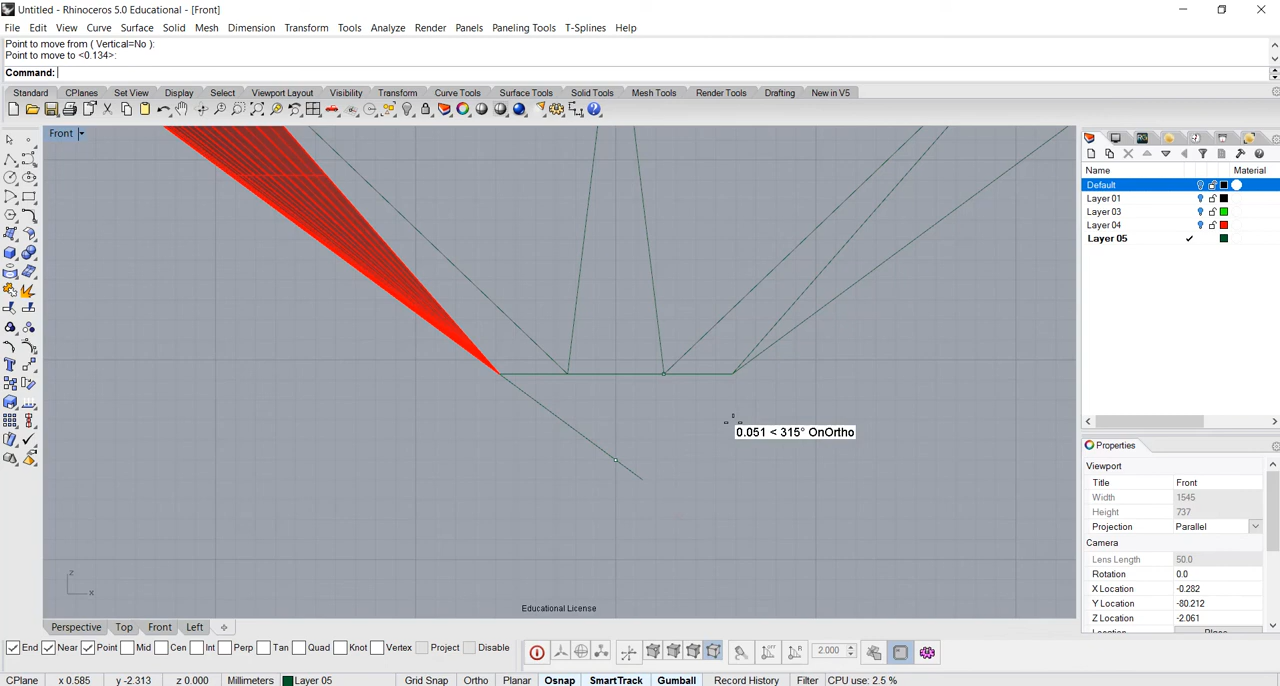 Untitled - Rhinoceros 5.0 Educational - [Front]
File Edit View Curve Surface Solid Mesh Dimension Transform Tools Analyze Render Panels Paneling Tools T-Splines Help
Point to move from ( Vertical=No ):
Point to move to <0.134>:
Command:
Standard CPlanes Set View Display Select Viewport Layout Visibility Transform Curve Tools Surface Tools Solid Tools Mesh Tools Render Tools Drafting New in V5
Front
Name Material
Default
Layer 01
Layer 03
Layer 04
Layer 05
0.051 < 315° OnOrtho
Properties
Viewport
Title Front
Width 1545
Height 737
Projection Parallel
Camera
Lens Length 50.0
Rotation 0.0
X Location -0.282
Y Location -80.212
Z Location -2.061
z
x
Educational License
Perspective Top Front Left
End Near Point Mid Cen Int Perp Tan Quad Knot Vertex Project Disable
2.000
CPlane x 0.585 y -2.313 z 0.000 Millimeters Layer 05 Grid Snap Ortho Planar Osnap SmartTrack Gumball Record History Filter CPU use: 2.5 %